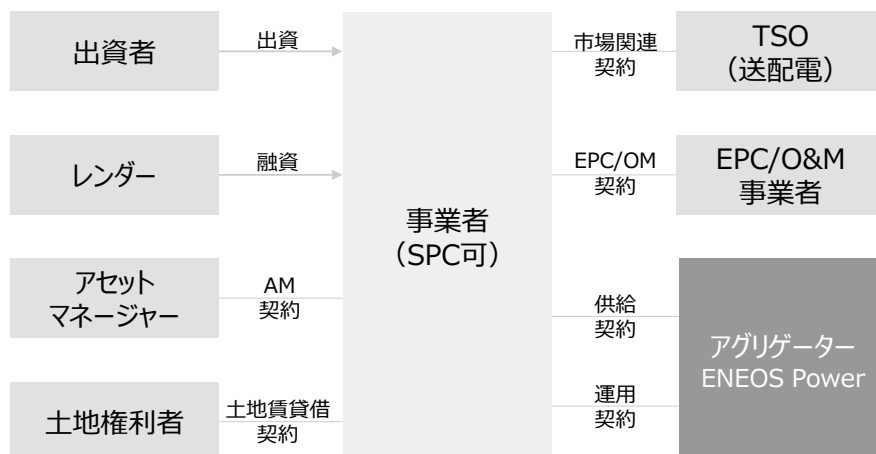 出資者
出資
レンダー
融資
アセット
マネージャー
AM
契約
土地権利者
土地賃貸借
契約
事業者
（SPC可）
市場関連
契約
TSO
（送配電）
EPC/OM
契約
EPC/O&M
事業者
供給
契約
運用
契約
アグリゲーター
ENEOS Power